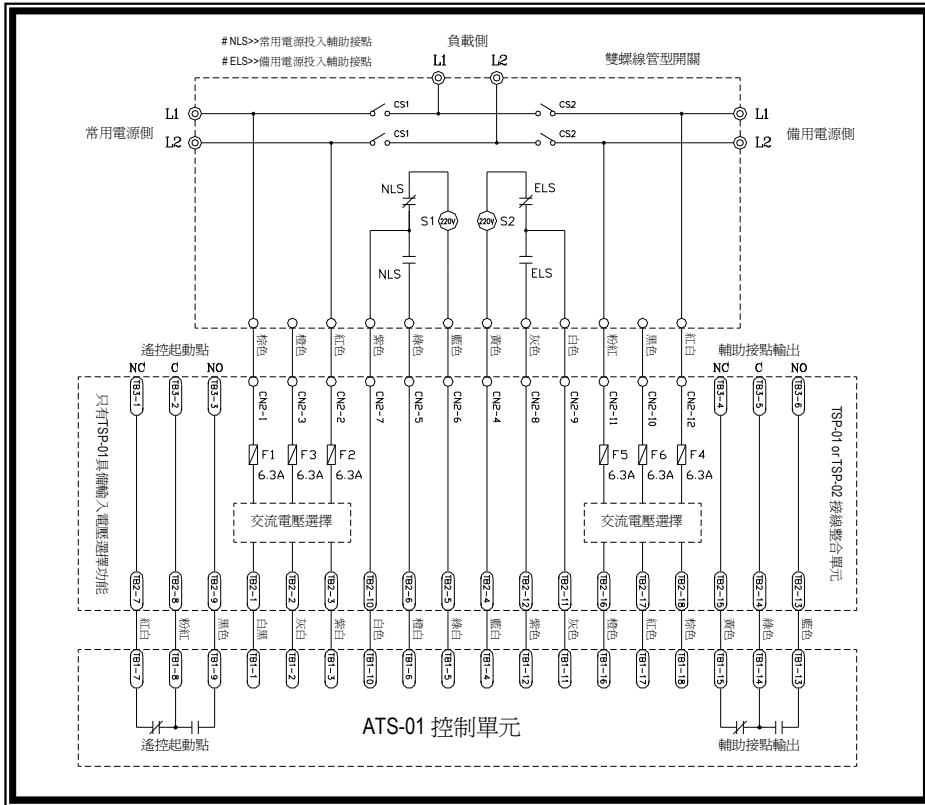 # NLS>>常用電源投入輔助接點
# ELS>>備用電源投入輔助接點
負載側
雙螺線管型開關
L1 L2
L1 CS1 CS2 L1
常用電源側
備用電源側
L2 CS1 CS2 L2
NLS ELS
S1 220V 220V S2
NLS ELS
棕色 橙色 紅色 紫色 綠色 藍色 黃色 灰色 白色 粉紅 黑色 紅白
遙控起動點
輔助接點輸出
NC C NO NC C NO
TB3-1 TB3-2 TB3-3 CN2-1 CN2-3 CN2-2 CN2-7 CN2-5 CN2-6 CN2-4 CN2-8 CN2-9 CN2-11 CN2-10 CN2-12 TB3-4 TB3-5 TB3-6
只有TSP-01具備輸入電壓選擇功能
TSP-01 or TSP-02 接線整合單元
F1 F3 F2 F5 F6 F4
6.3A 6.3A 6.3A 6.3A 6.3A 6.3A
交流電壓選擇 交流電壓選擇
TB2-7 TB2-8 TB2-9 TB2-1 TB2-2 TB2-3 TB2-10 TB2-6 TB2-5 TB2-4 TB2-12 TB2-11 TB2-16 TB2-17 TB2-18 TB2-15 TB2-14 TB2-13
紅白 粉紅 黑色 白黑 灰白 紫白 白色 橙白 綠白 藍白 紫色 灰色 橙色 紅色 棕色 黃色 綠色 藍色
TB1-7 TB1-8 TB1-9 TB1-1 TB1-2 TB1-3 TB1-10 TB1-6 TB1-5 TB1-4 TB1-12 TB1-11 TB1-16 TB1-17 TB1-18 TB1-15 TB1-14 TB1-13
ATS-01 控制單元
遙控起動點
輔助接點輸出